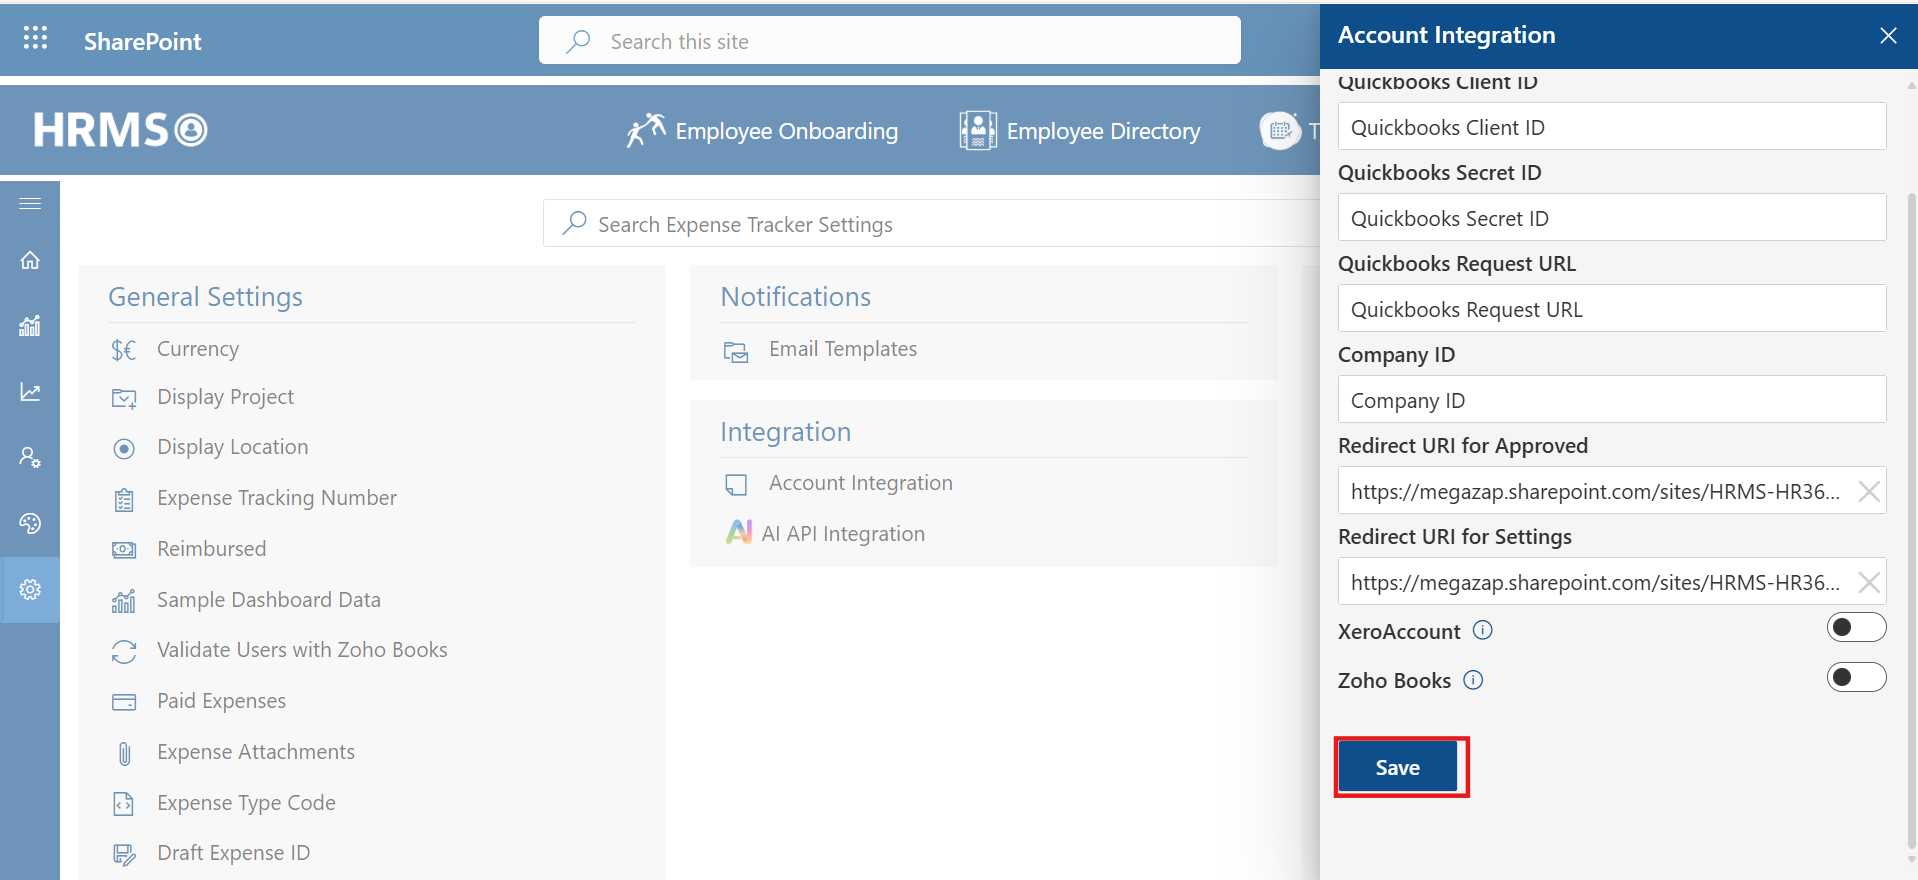 SharePoint
Search this site
HRMS
Employee Onboarding
Employee Directory
T
Search Expense Tracker Settings
General Settings
Currency
Display Project
Display Location
Expense Tracking Number
Reimbursed
Sample Dashboard Data
Validate Users with Zoho Books
Paid Expenses
Expense Attachments
Expense Type Code
Draft Expense ID
Notifications
Email Templates
Integration
Account Integration
AI AI API Integration
Account Integration
Quickbooks Client ID
Quickbooks Client ID
Quickbooks Secret ID
Quickbooks Secret ID
Quickbooks Request URL
Quickbooks Request URL
Company ID
Company ID
Redirect URI for Approved
https://megazap.sharepoint.com/sites/HRMS-HR36...
Redirect URI for Settings
https://megazap.sharepoint.com/sites/HRMS-HR36...
XeroAccount
Zoho Books
Save